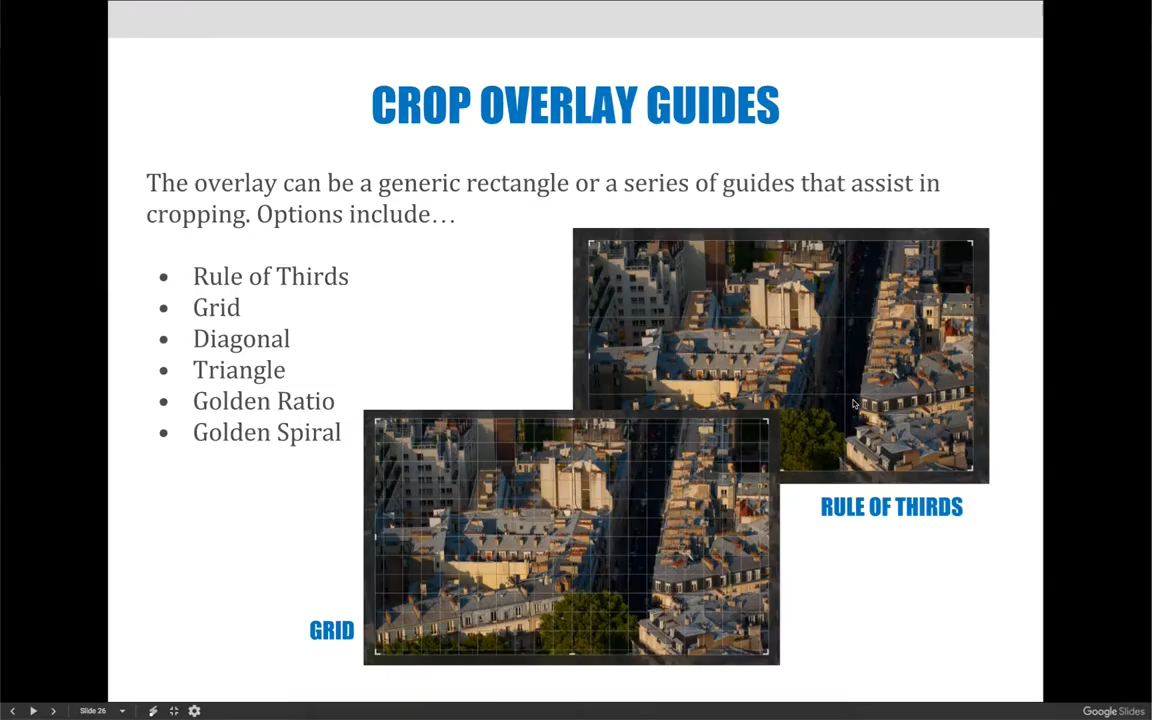 CROP OVERLAY GUIDES
The overlay can be a generic rectangle or a series of guides that assist in
cropping. Options include…
• Rule of Thirds
• Grid
• Diagonal
• Triangle
• Golden Ratio
• Golden Spiral
RULE OF THIRDS
GRID
Slide 26
Google Slides